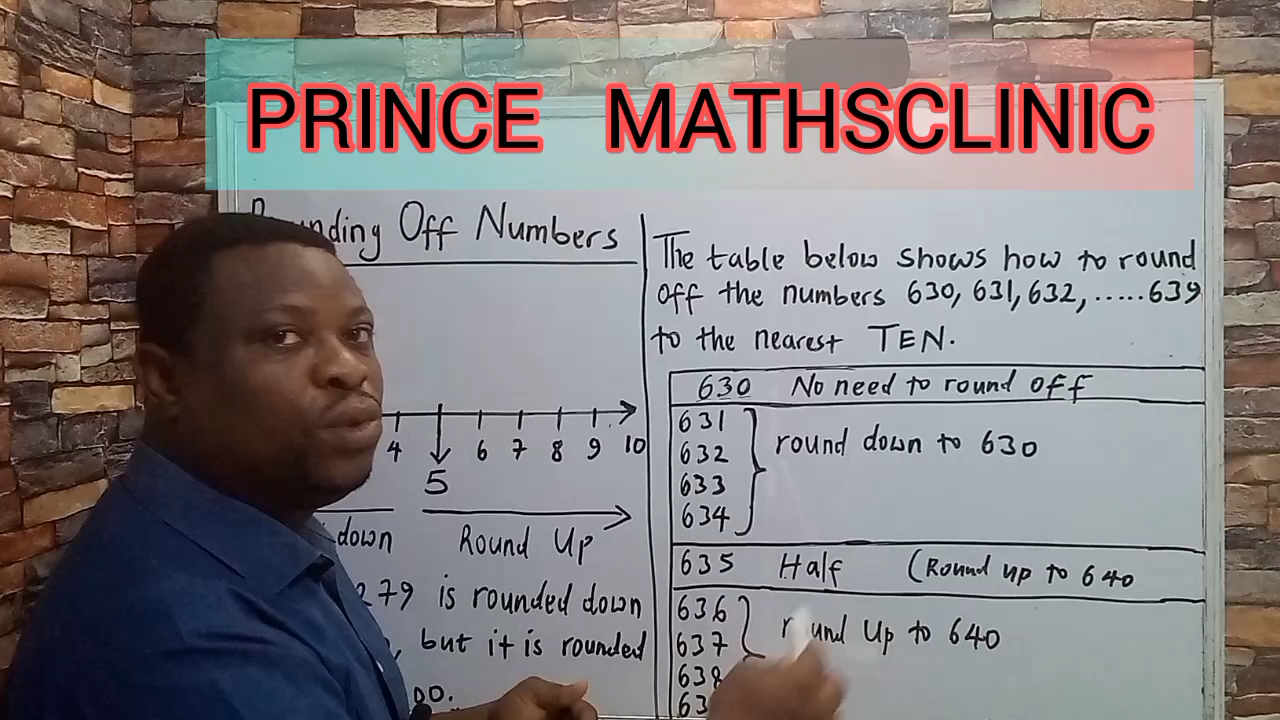 PRINCE MATHSCLINIC
Rounding Off Numbers
4 6 7 8 9 10
5
down Round Up
279 is rounded down
, but it is rounded
00.
The table below shows how to round
off the numbers 630, 631, 632, ......639
to the nearest TEN.
630 No need to round off
631
632 round down to 630
633
634
635 Half (Round up to 640
636
637 round Up to 640
638